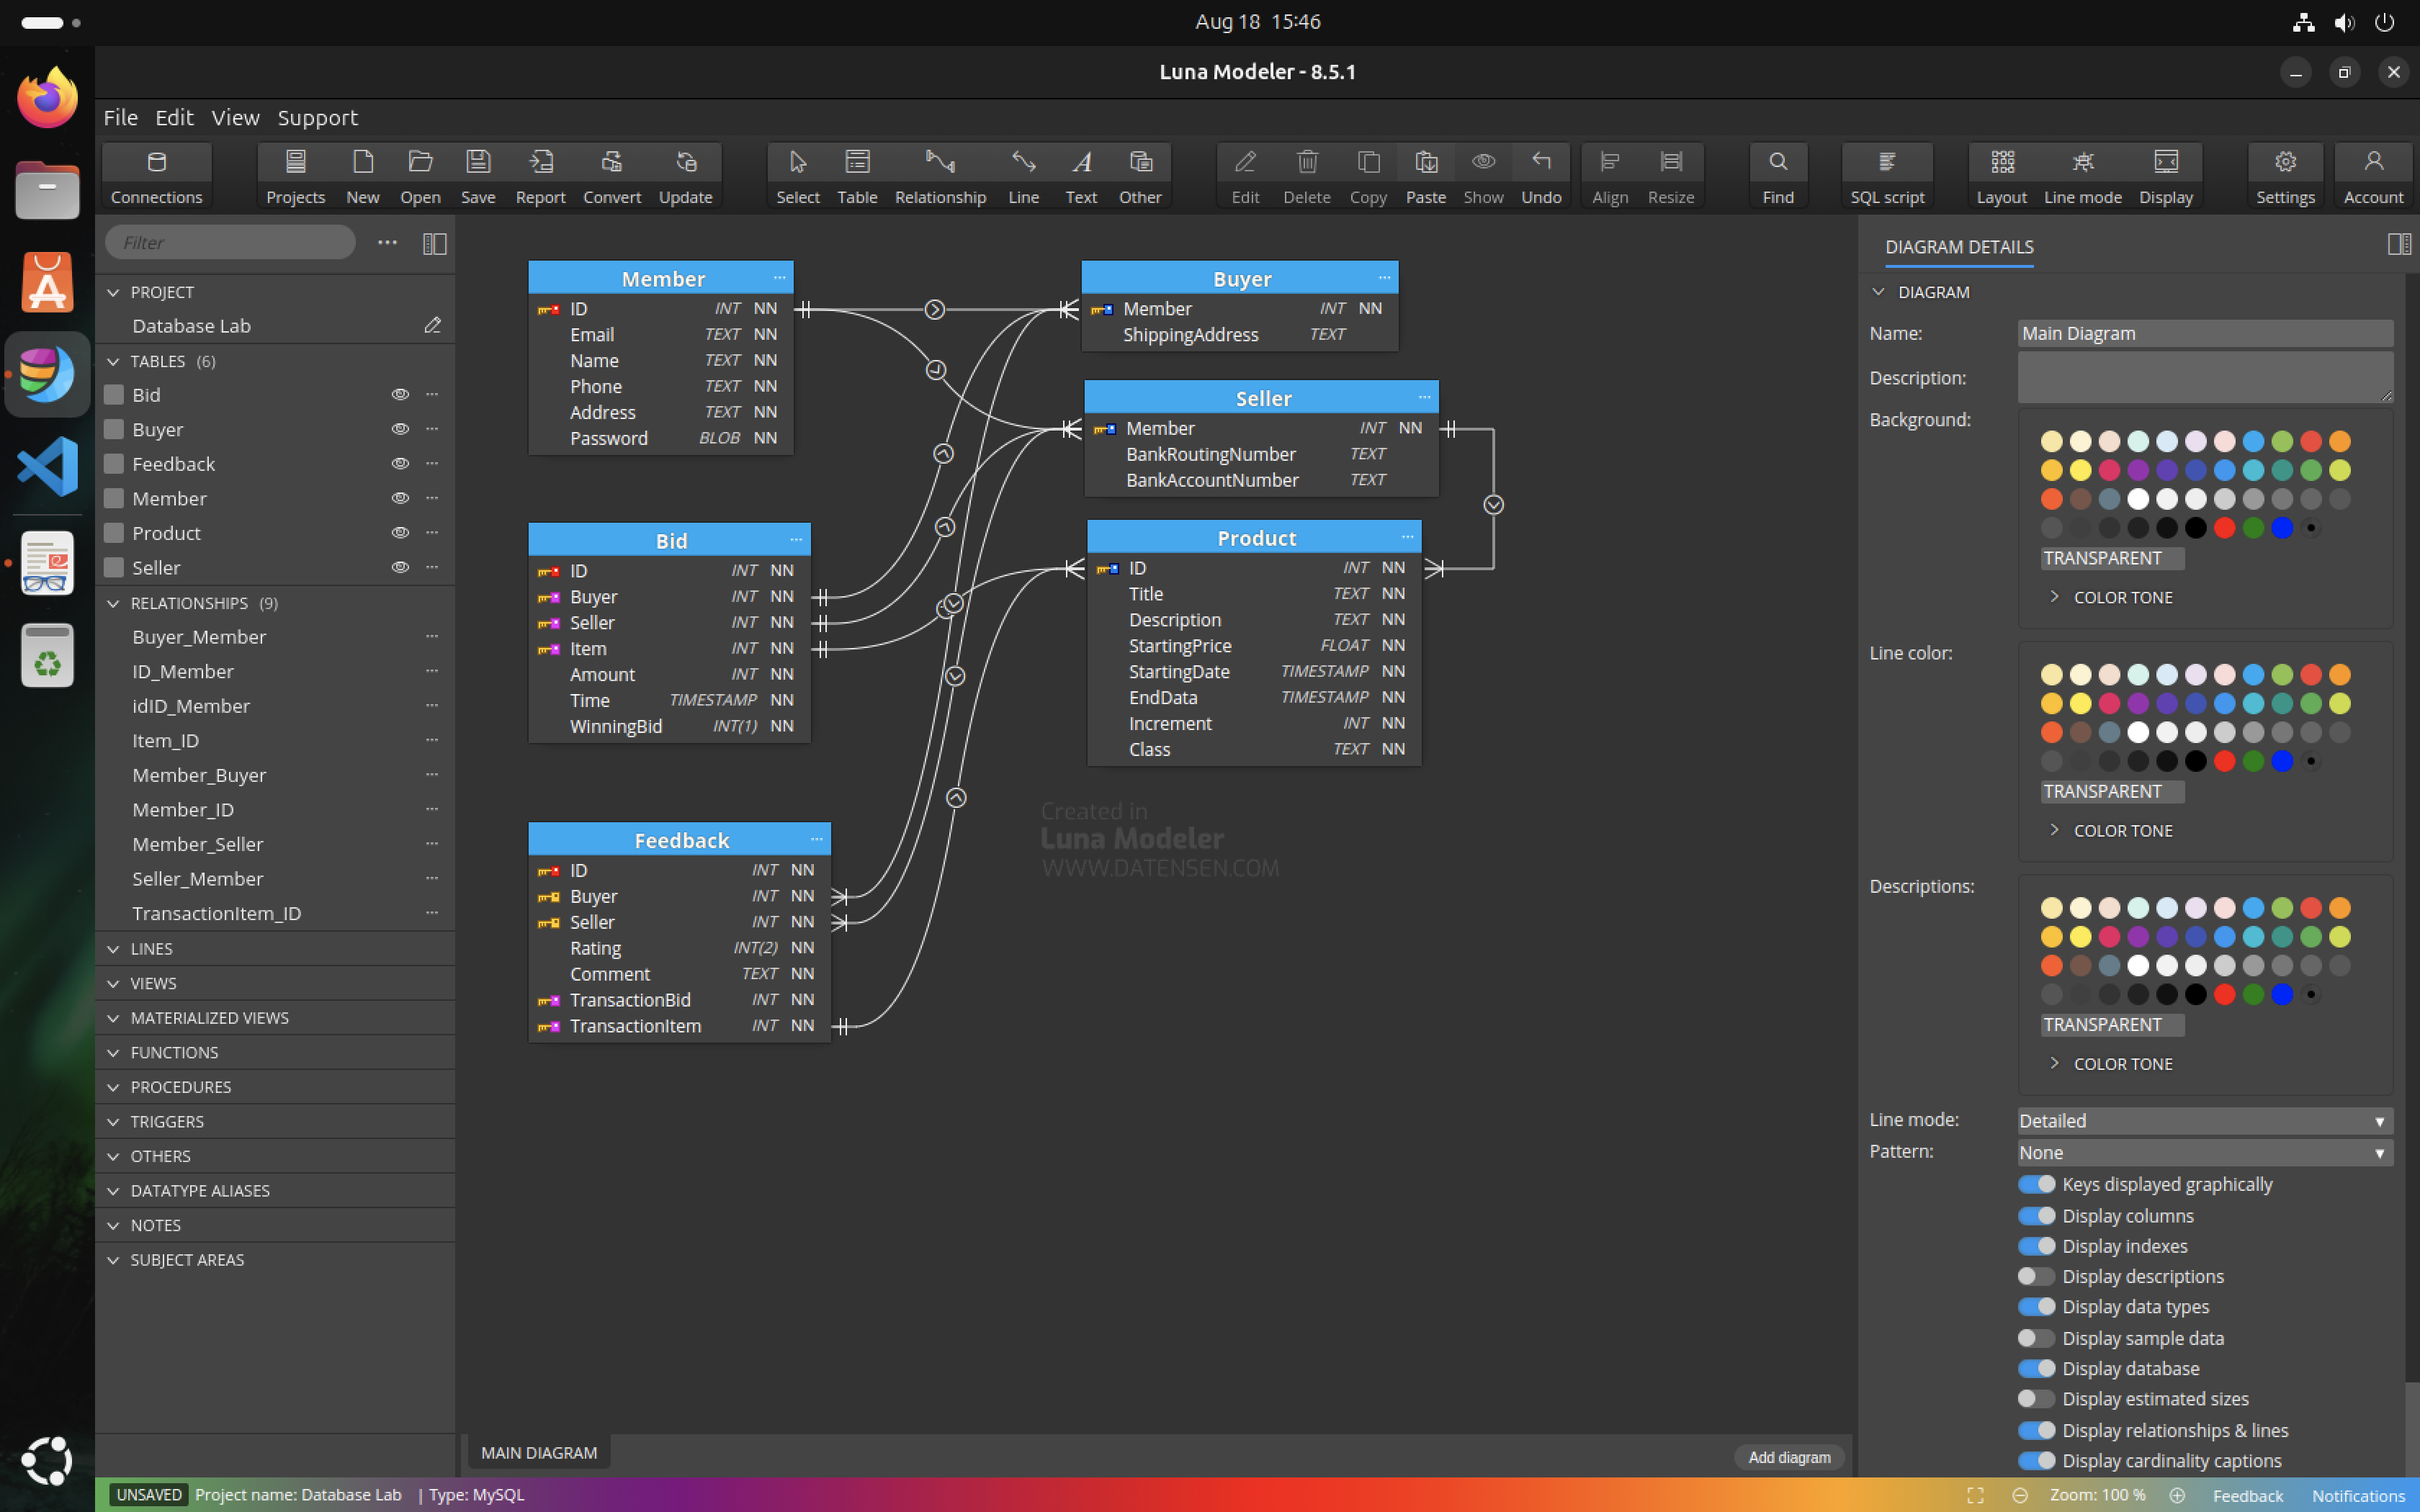 Aug 18 15:46
Luna Modeler - 8.5.1
File Edit View Support
Connections Projects New Open Save Report Convert Update Select Table Relationship Line Text Other Edit Delete Copy Paste Show Undo Align Resize Find SQL script Layout Line mode Display Settings Account
Filter
PROJECT
Database Lab
TABLES (6)
Bid
Buyer
Feedback
Member
Product
Seller
RELATIONSHIPS (9)
Buyer_Member
ID_Member
idID_Member
Item_ID
Member_Buyer
Member_ID
Member_Seller
Seller_Member
TransactionItem_ID
LINES
VIEWS
MATERIALIZED VIEWS
FUNCTIONS
PROCEDURES
TRIGGERS
OTHERS
DATATYPE ALIASES
NOTES
SUBJECT AREAS
Member
ID INT NN
Email TEXT NN
Name TEXT NN
Phone TEXT NN
Address TEXT NN
Password BLOB NN
Buyer
Member INT NN
ShippingAddress TEXT
Seller
Member INT NN
BankRoutingNumber TEXT
BankAccountNumber TEXT
Bid
ID INT NN
Buyer INT NN
Seller INT NN
Item INT NN
Amount INT NN
Time TIMESTAMP NN
WinningBid INT(1) NN
Product
ID INT NN
Title TEXT NN
Description TEXT NN
StartingPrice FLOAT NN
StartingDate TIMESTAMP NN
EndData TIMESTAMP NN
Increment INT NN
Class TEXT NN
Feedback
ID INT NN
Buyer INT NN
Seller INT NN
Rating INT(2) NN
Comment TEXT NN
TransactionBid INT NN
TransactionItem INT NN
Created in
Luna Modeler
WWW.DATENSEN.COM
MAIN DIAGRAM
Add diagram
DIAGRAM DETAILS
DIAGRAM
Name: Main Diagram
Description:
Background:
TRANSPARENT
COLOR TONE
Line color:
TRANSPARENT
COLOR TONE
Descriptions:
TRANSPARENT
COLOR TONE
Line mode: Detailed
Pattern: None
Keys displayed graphically
Display columns
Display indexes
Display descriptions
Display data types
Display sample data
Display database
Display estimated sizes
Display relationships & lines
Display cardinality captions
UNSAVED Project name: Database Lab | Type: MySQL
Zoom: 100 % Feedback Notifications